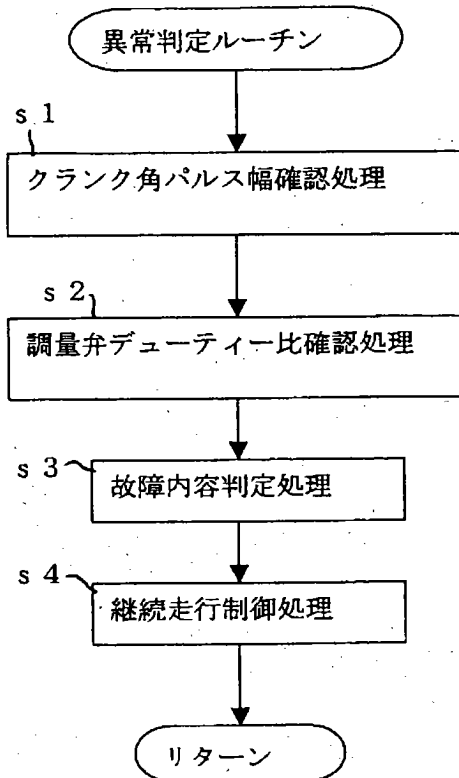 異常判定ルーチン
s 1
クランク角パルス幅確認処理
s 2
調量弁デューティー比確認処理
s 3
故障内容判定処理
s 4
継続走行制御処理
リターン